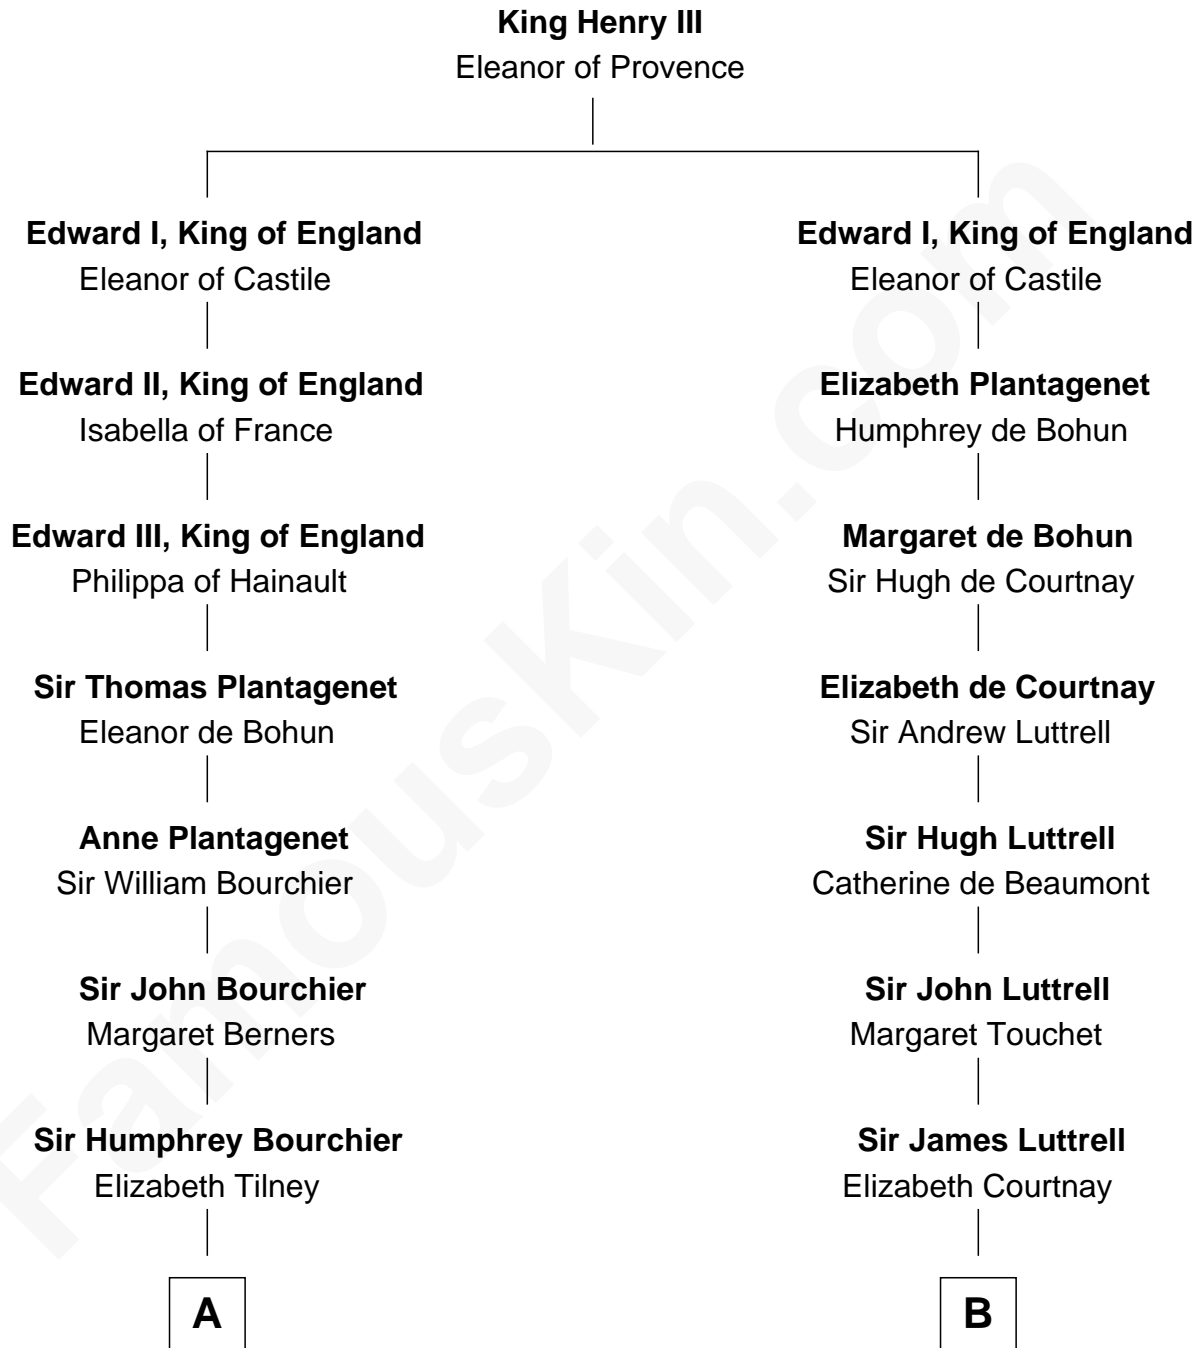 King Henry III
Eleanor of Provence
Edward I, King of England
Eleanor of Castile
Edward II, King of England
Isabella of France
Edward III, King of England
Philippa of Hainault
Sir Thomas Plantagenet
Eleanor de Bohun
Anne Plantagenet
Sir William Bourchier
Sir John Bourchier
Margaret Berners
Sir Humphrey Bourchier
Elizabeth Tilney
A
Edward I, King of England
Eleanor of Castile
Elizabeth Plantagenet
Humphrey de Bohun
Margaret de Bohun
Sir Hugh de Courtnay
Elizabeth de Courtnay
Sir Andrew Luttrell
Sir Hugh Luttrell
Catherine de Beaumont
Sir John Luttrell
Margaret Touchet
Sir James Luttrell
Elizabeth Courtnay
B
FamousKin.com